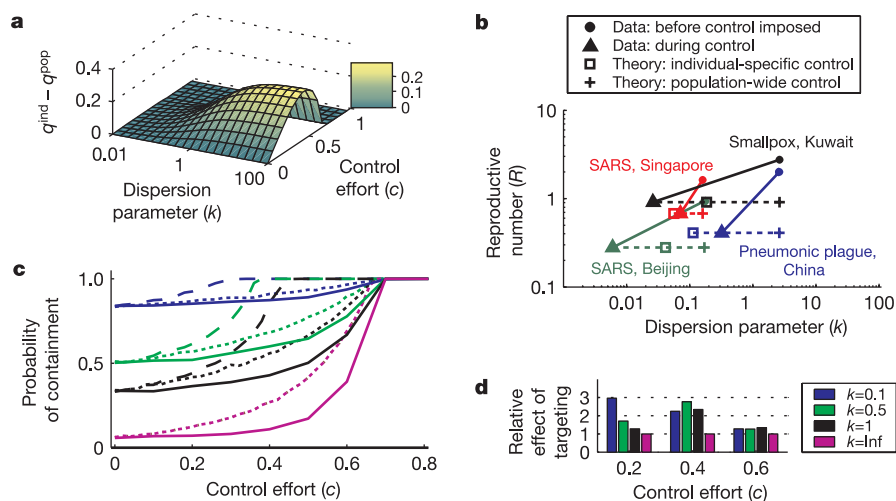 a
q^ind – q^pop
0.4
0.2
0
0.01
1
100
Dispersion
parameter (k)
0
0.5
1
Control
effort (c)
0.2
0.1
0
b
Data: before control imposed
Data: during control
Theory: individual-specific control
Theory: population-wide control
Reproductive
number (R)
10
1
0.1
Smallpox, Kuwait
SARS, Singapore
SARS, Beijing
Pneumonic plague,
China
0.01
0.1
1
10
100
Dispersion parameter (k)
c
Probability
of containment
1.0
0.5
0
0
0.2
0.4
0.6
0.8
Control effort (c)
d
Relative
effect of
targeting
3
2
1
0.2
0.4
0.6
Control effort (c)
k=0.1
k=0.5
k=1
k=Inf